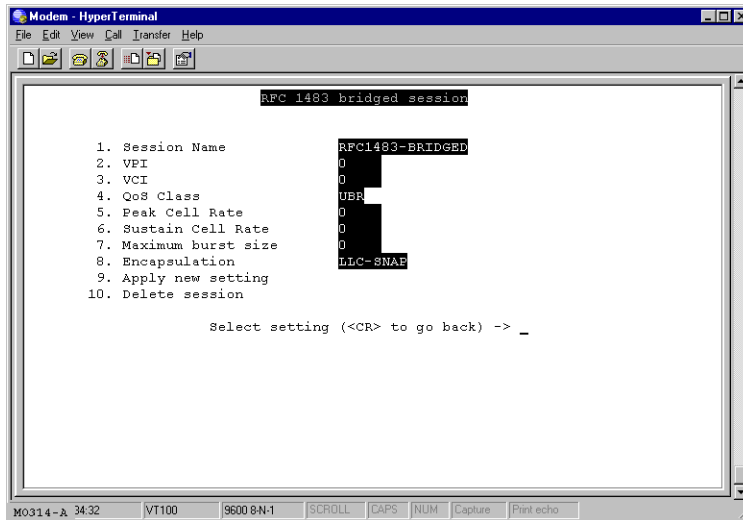 Modem - HyperTerminal
File Edit View Call Transfer Help
RFC 1483 bridged session
1. Session Name RFC1483-BRIDGED
2. VPI 0
3. VCI 0
4. QoS Class UBR
5. Peak Cell Rate 0
6. Sustain Cell Rate 0
7. Maximum burst size 0
8. Encapsulation LLC-SNAP
9. Apply new setting
10. Delete session
Select setting (<CR> to go back) -> _
M0314-A 34:32 VT100 9600 8-N-1 SCROLL CAPS NUM Capture Print echo